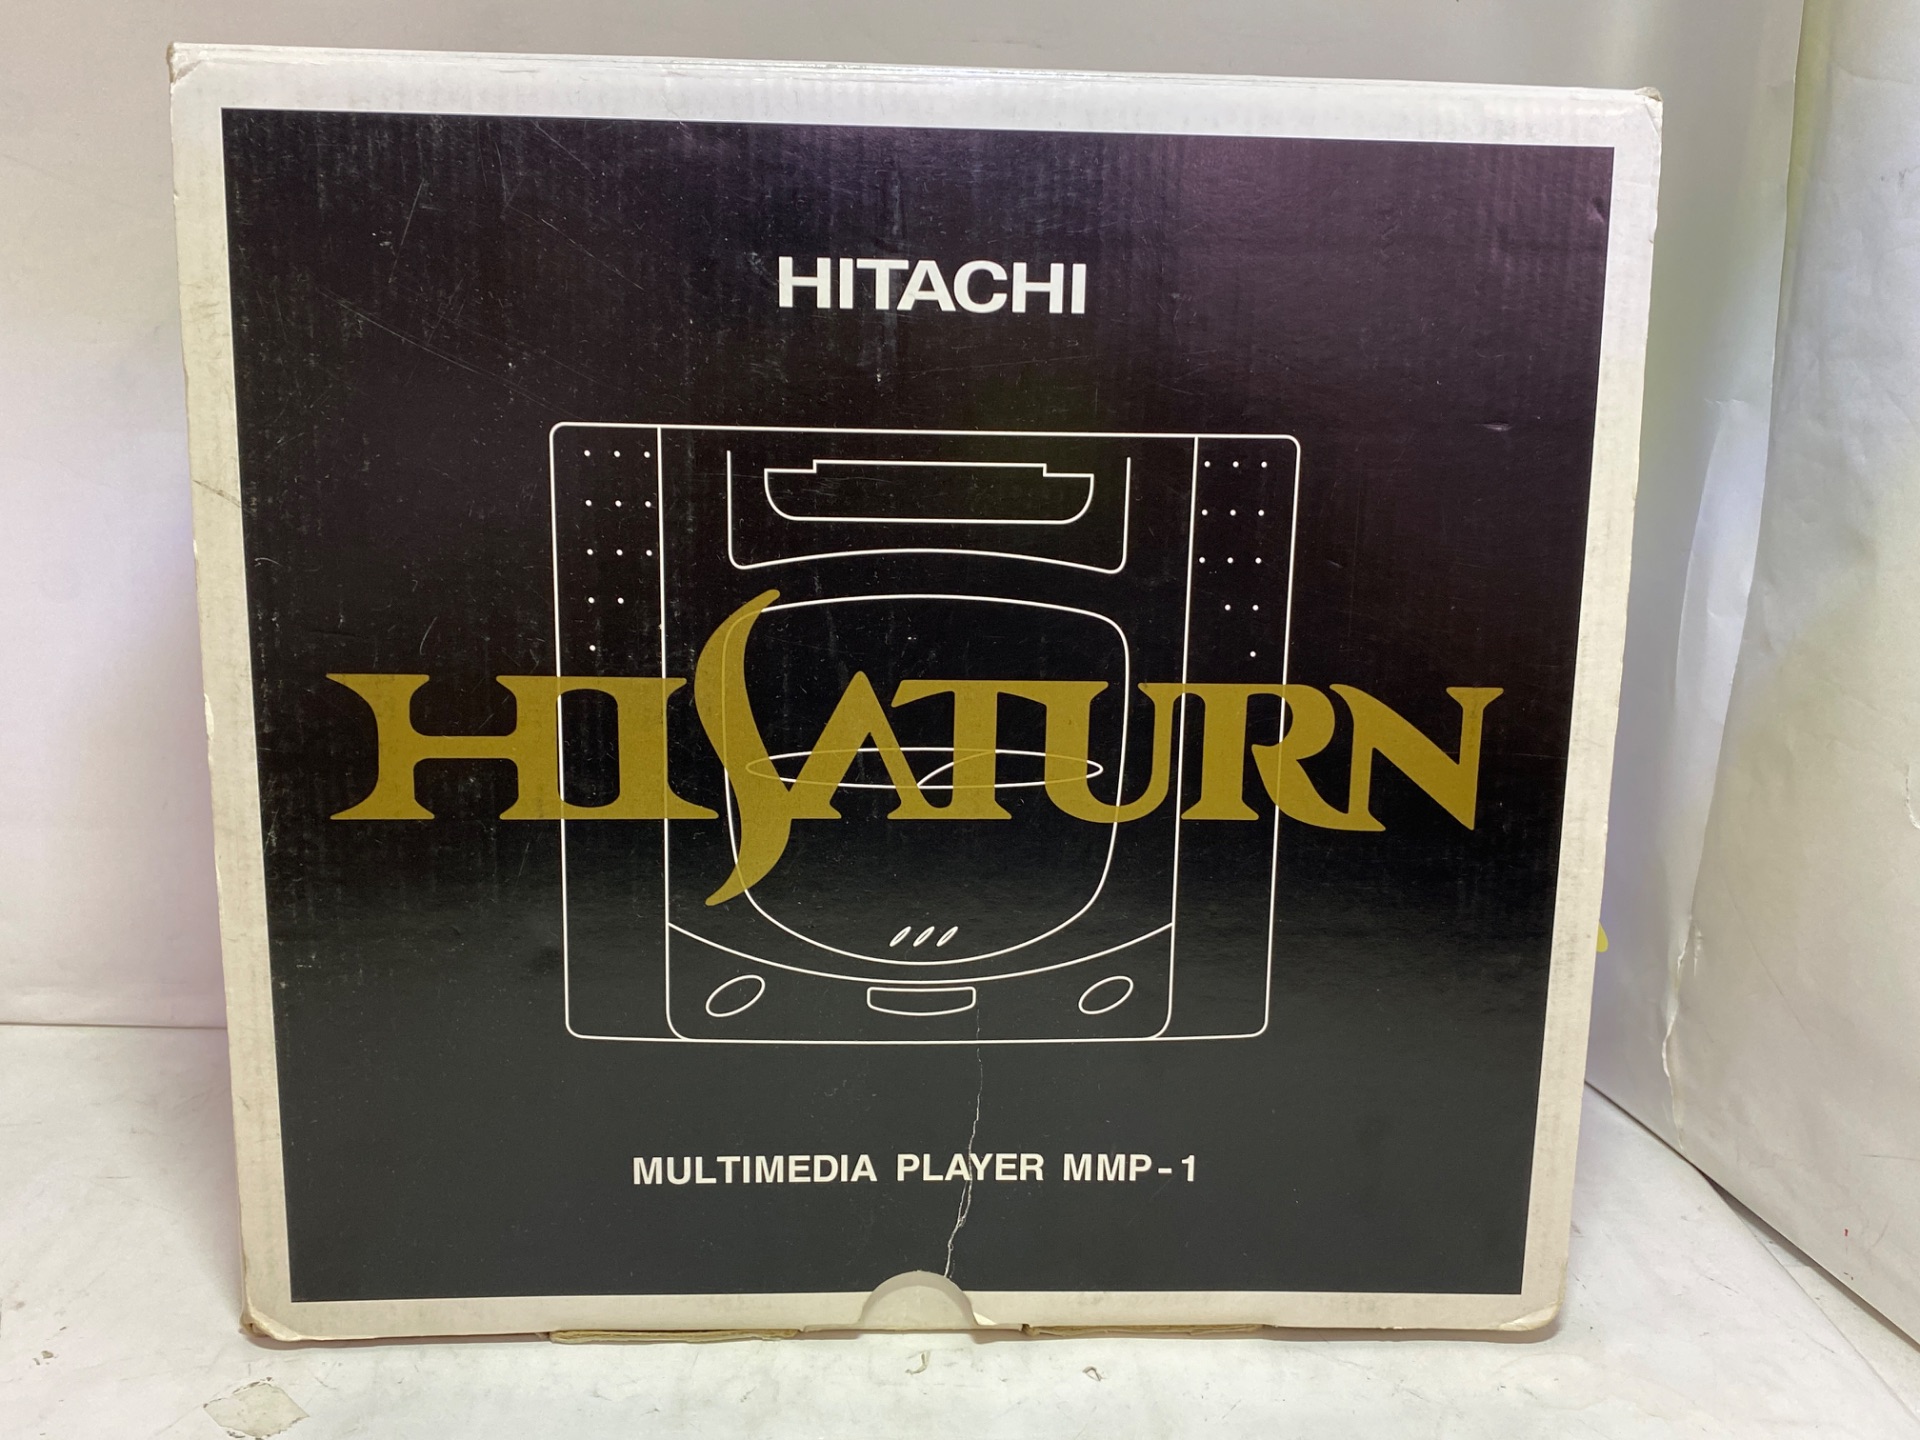 HITACHI
HISATURN
MULTIMEDIA PLAYER MMP-1